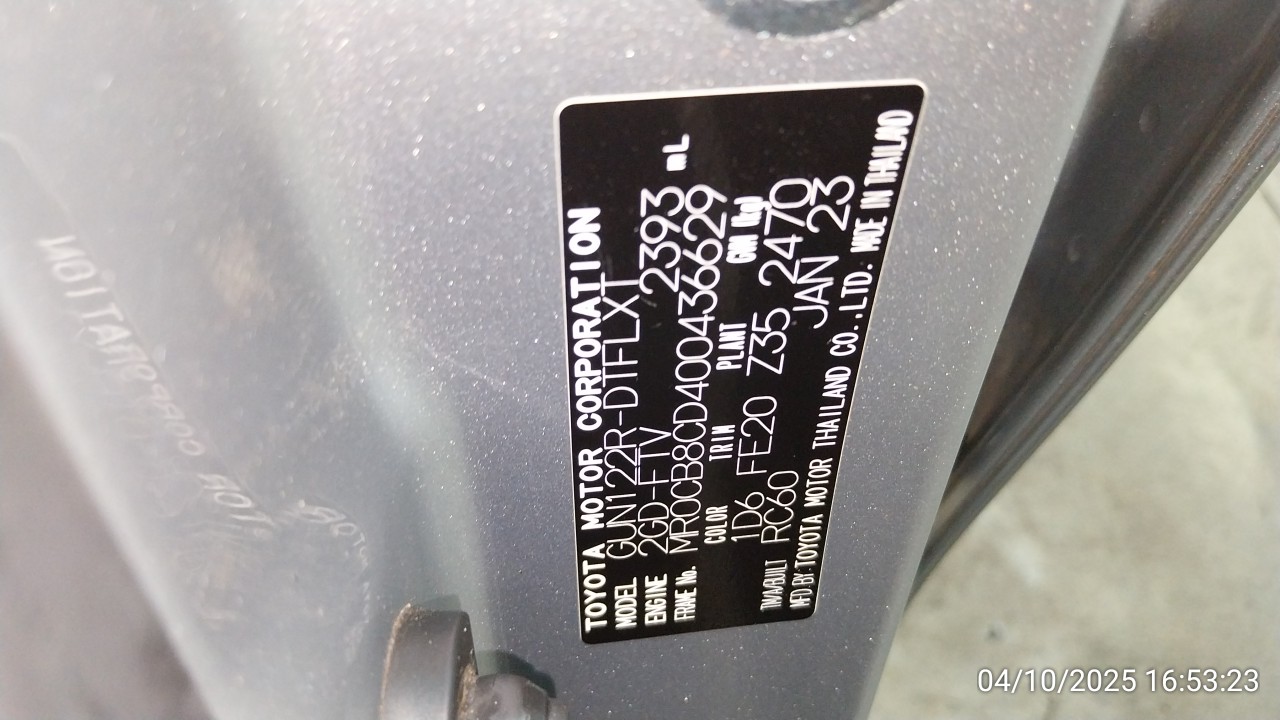 TOYOTA MOTOR CORPORATION
MODEL GUN122R-DTFLXT
ENGINE 2GD-FTV 2393 mL
FRAME No. MR0CB8CD400436629
COLOR TRIM PLANT GVM (kg)
1D6 FE20 Z35 2470
T/M/A/BUILT RC60 JAN 23
MFD.BY:TOYOTA MOTOR THAILAND CO.,LTD. MADE IN THAILAND
04/10/2025 16:53:23